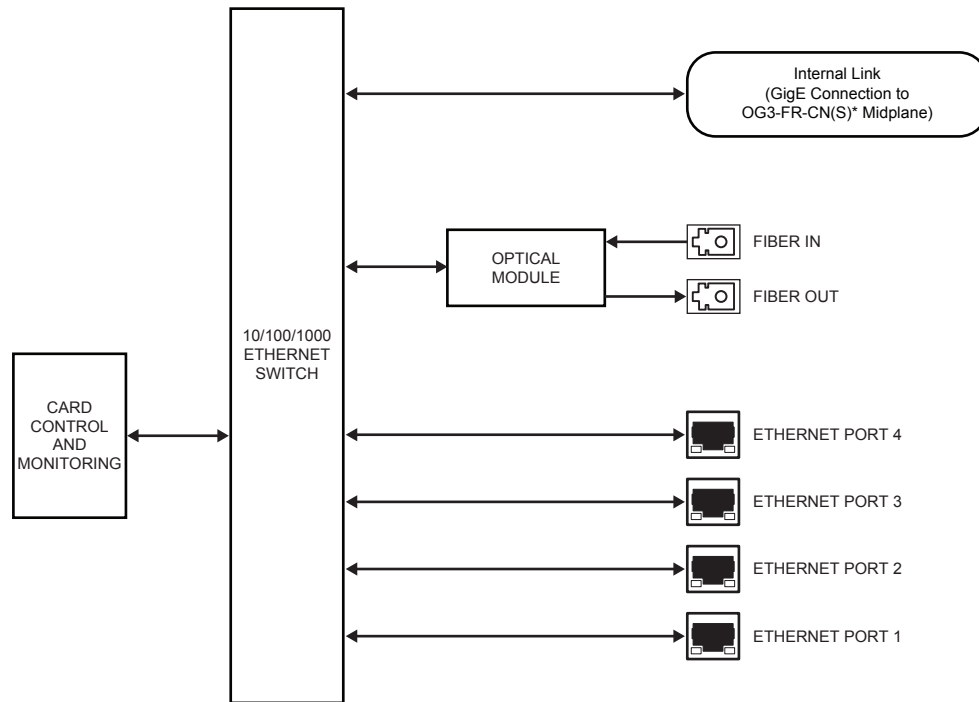 Internal Link
(GigE Connection to
OG3-FR-CN(S)* Midplane)
FIBER IN
OPTICAL
MODULE
FIBER OUT
10/100/1000
ETHERNET
SWITCH
CARD
CONTROL
AND
MONITORING
ETHERNET PORT 4
ETHERNET PORT 3
ETHERNET PORT 2
ETHERNET PORT 1